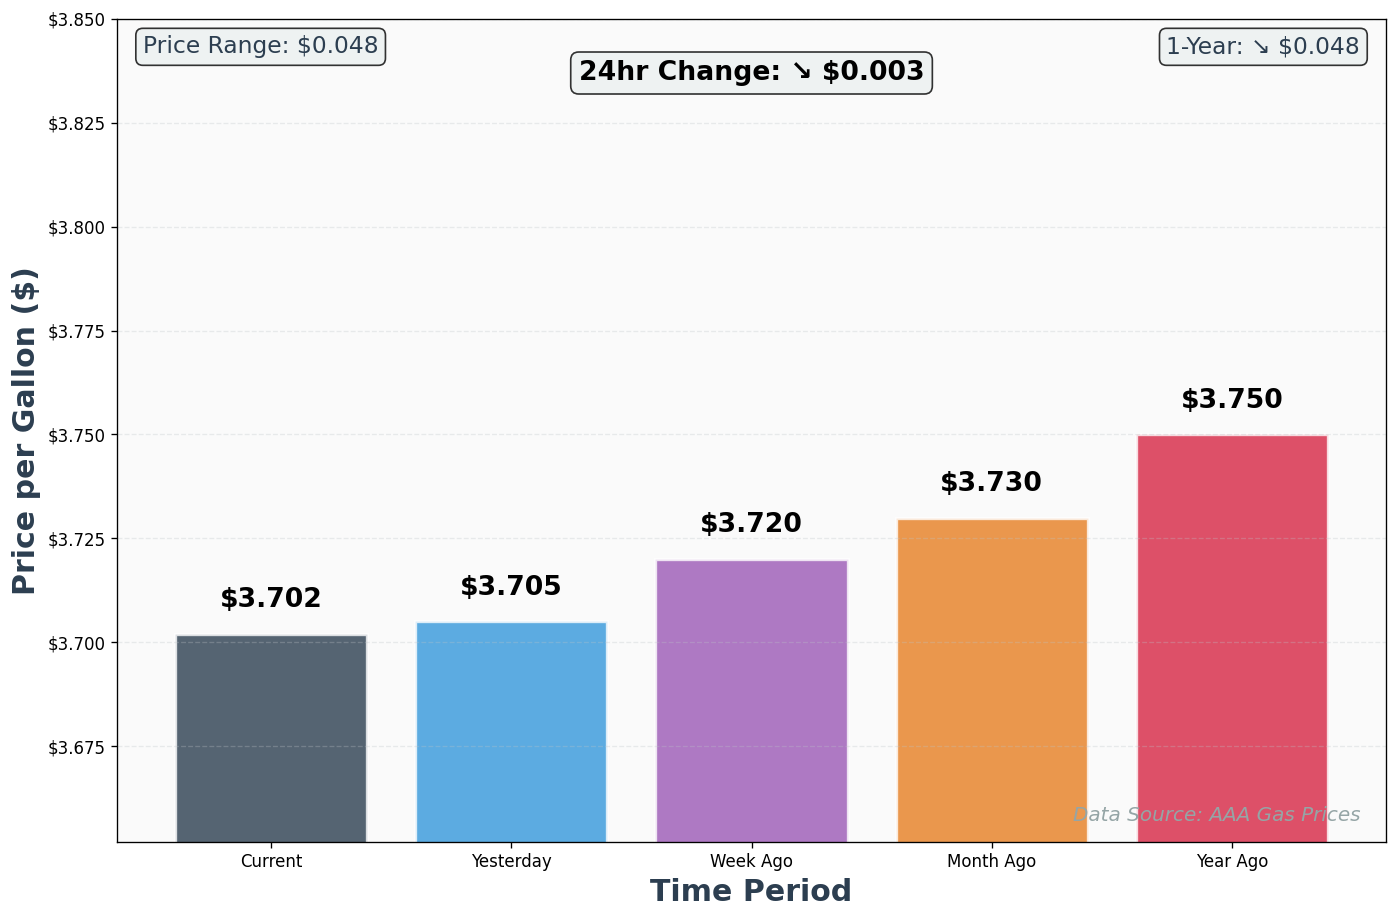 $3.850
Price Range: $0.048
1-Year: ↘ $0.048
24hr Change: ↘ $0.003
$3.825
$3.800
$3.775
$3.750
$3.725
$3.700
$3.675
Price per Gallon ($)
$3.702
$3.705
$3.720
$3.730
$3.750
Data Source: AAA Gas Prices
Current
Yesterday
Week Ago
Month Ago
Year Ago
Time Period